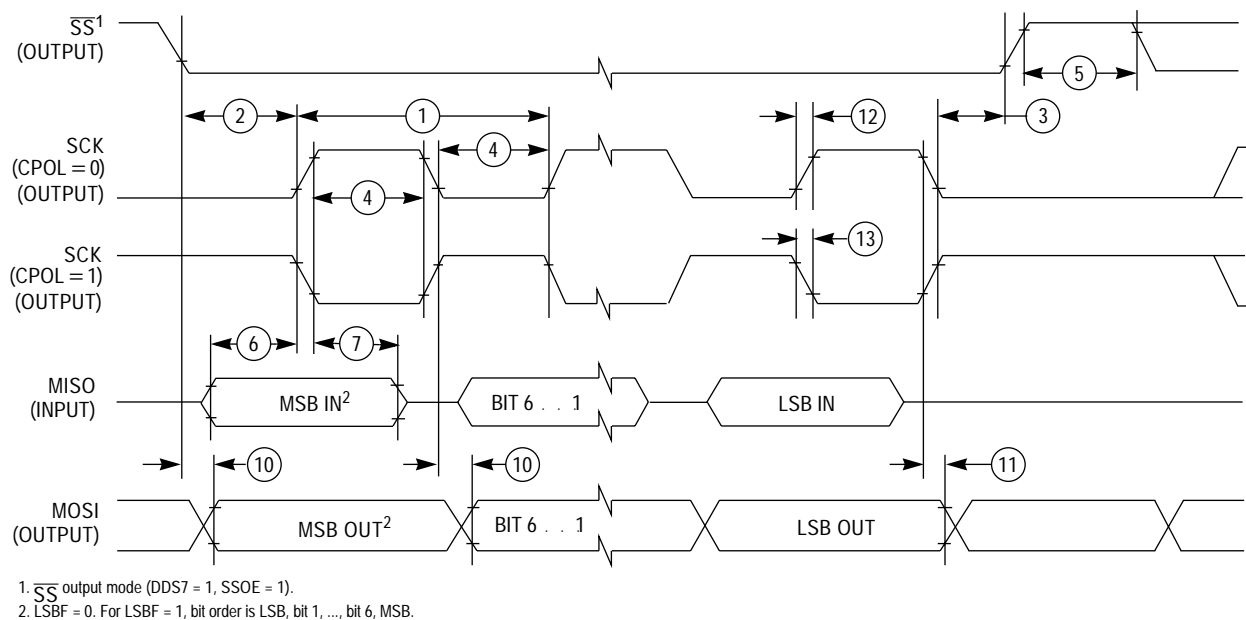 SS1
(OUTPUT)
5
2
1
12
3
SCK
(CPOL = 0)
(OUTPUT)
4
4
13
SCK
(CPOL = 1)
(OUTPUT)
6
7
MISO
(INPUT)
MSB IN2
BIT 6 . . . 1
LSB IN
10
10
11
MOSI
(OUTPUT)
MSB OUT2
BIT 6 . . . 1
LSB OUT
1. SS output mode (DDS7 = 1, SSOE = 1).
2. LSBF = 0. For LSBF = 1, bit order is LSB, bit 1, ..., bit 6, MSB.